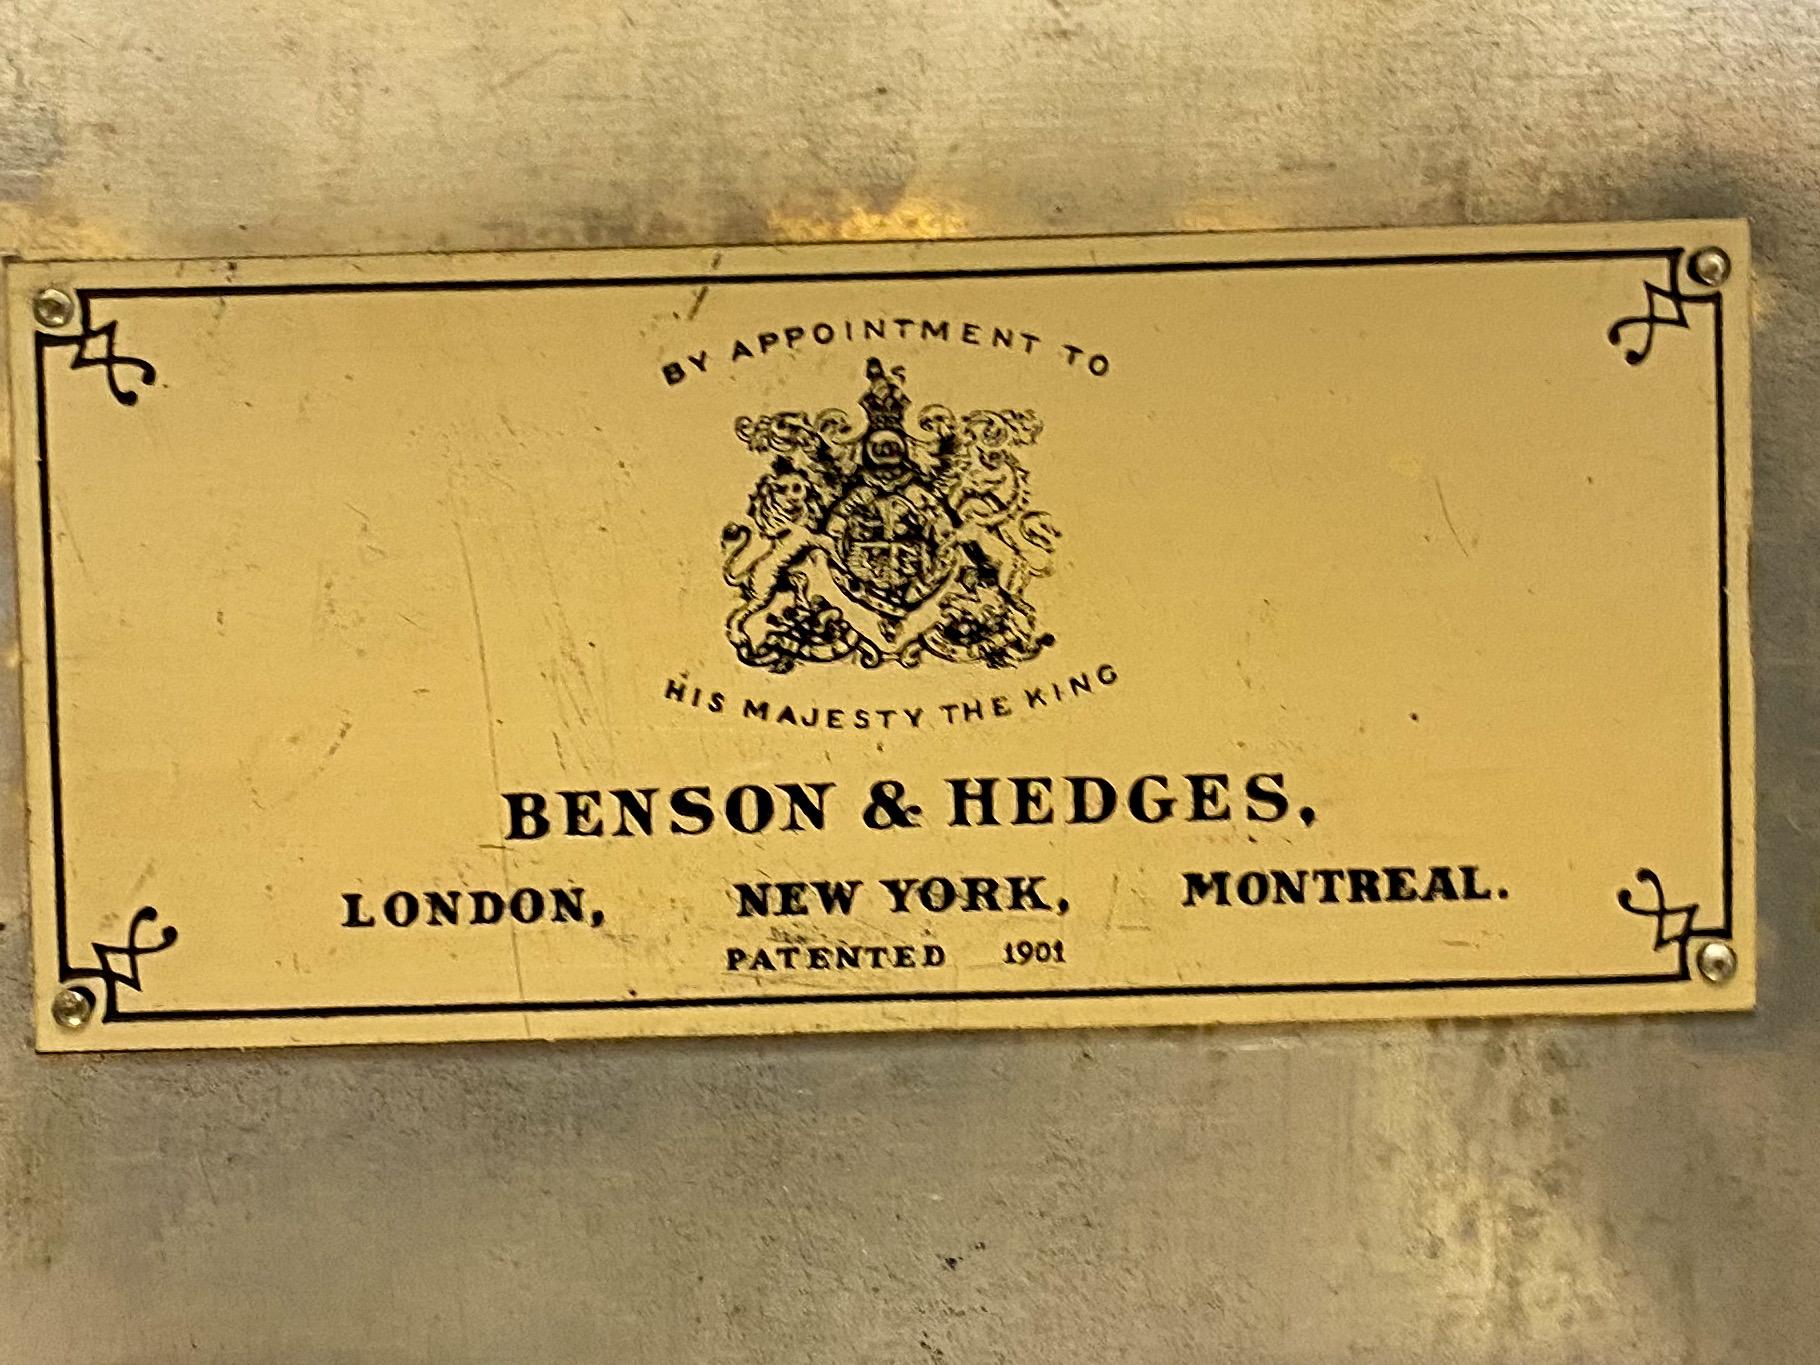 BY APPOINTMENT TO
HIS MAJESTY THE KING
BENSON & HEDGES,
LONDON, NEW YORK, MONTREAL.
PATENTED 1901